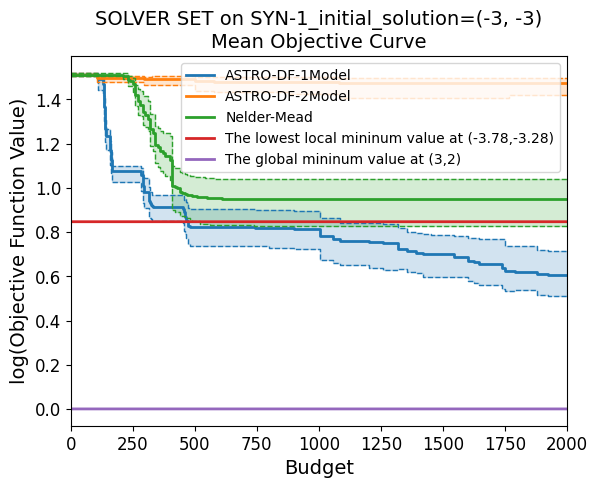 SOLVER SET on SYN-1_initial_solution=(-3, -3)
Mean Objective Curve
ASTRO-DF-1Model
ASTRO-DF-2Model
Nelder-Mead
The lowest local mininum value at (-3.78,-3.28)
The global mininum value at (3,2)
log(Objective Function Value)
1.4
1.2
1.0
0.8
0.6
0.4
0.2
0.0
0 250 500 750 1000 1250 1500 1750 2000
Budget